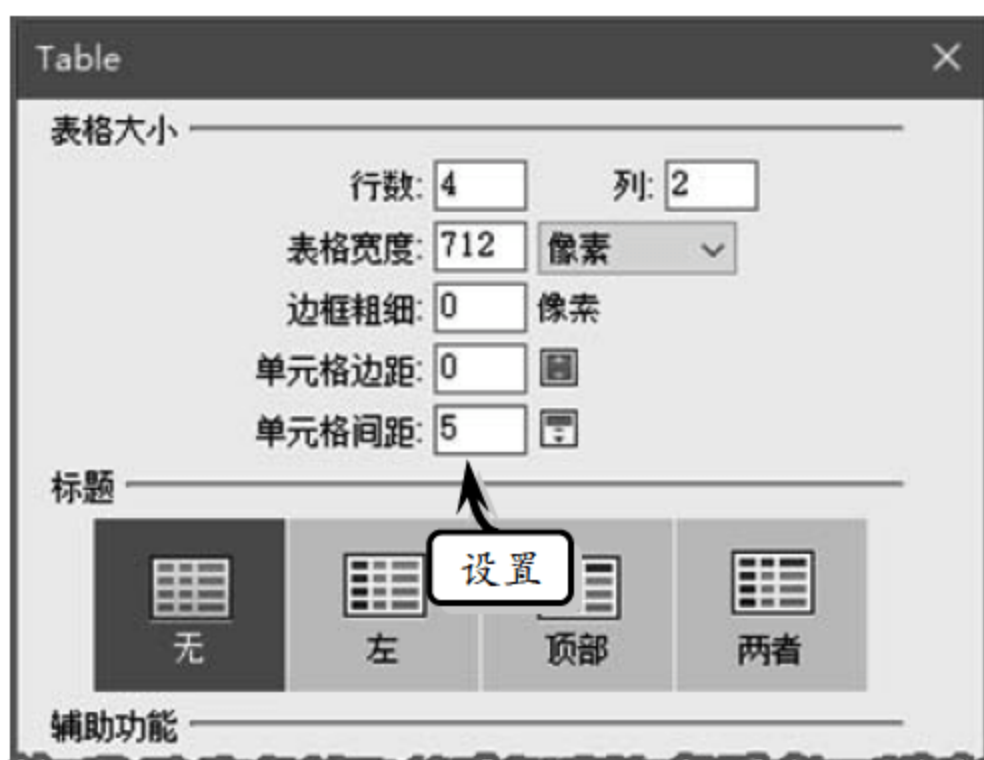 Table
表格大小
行数: 4 列: 2
表格宽度: 712 像素
边框粗细: 0 像素
单元格边距: 0
单元格间距: 5
标题
设置
无 左 顶部 两者
辅助功能